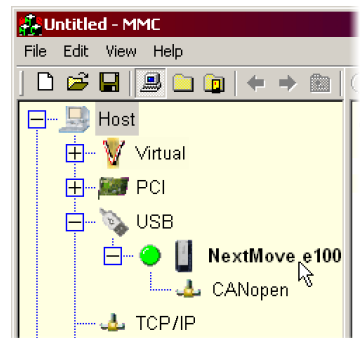 Untitled - MMC
File Edit View Help
Host
Virtual
PCI
USB
NextMove e100
CANopen
TCP/IP